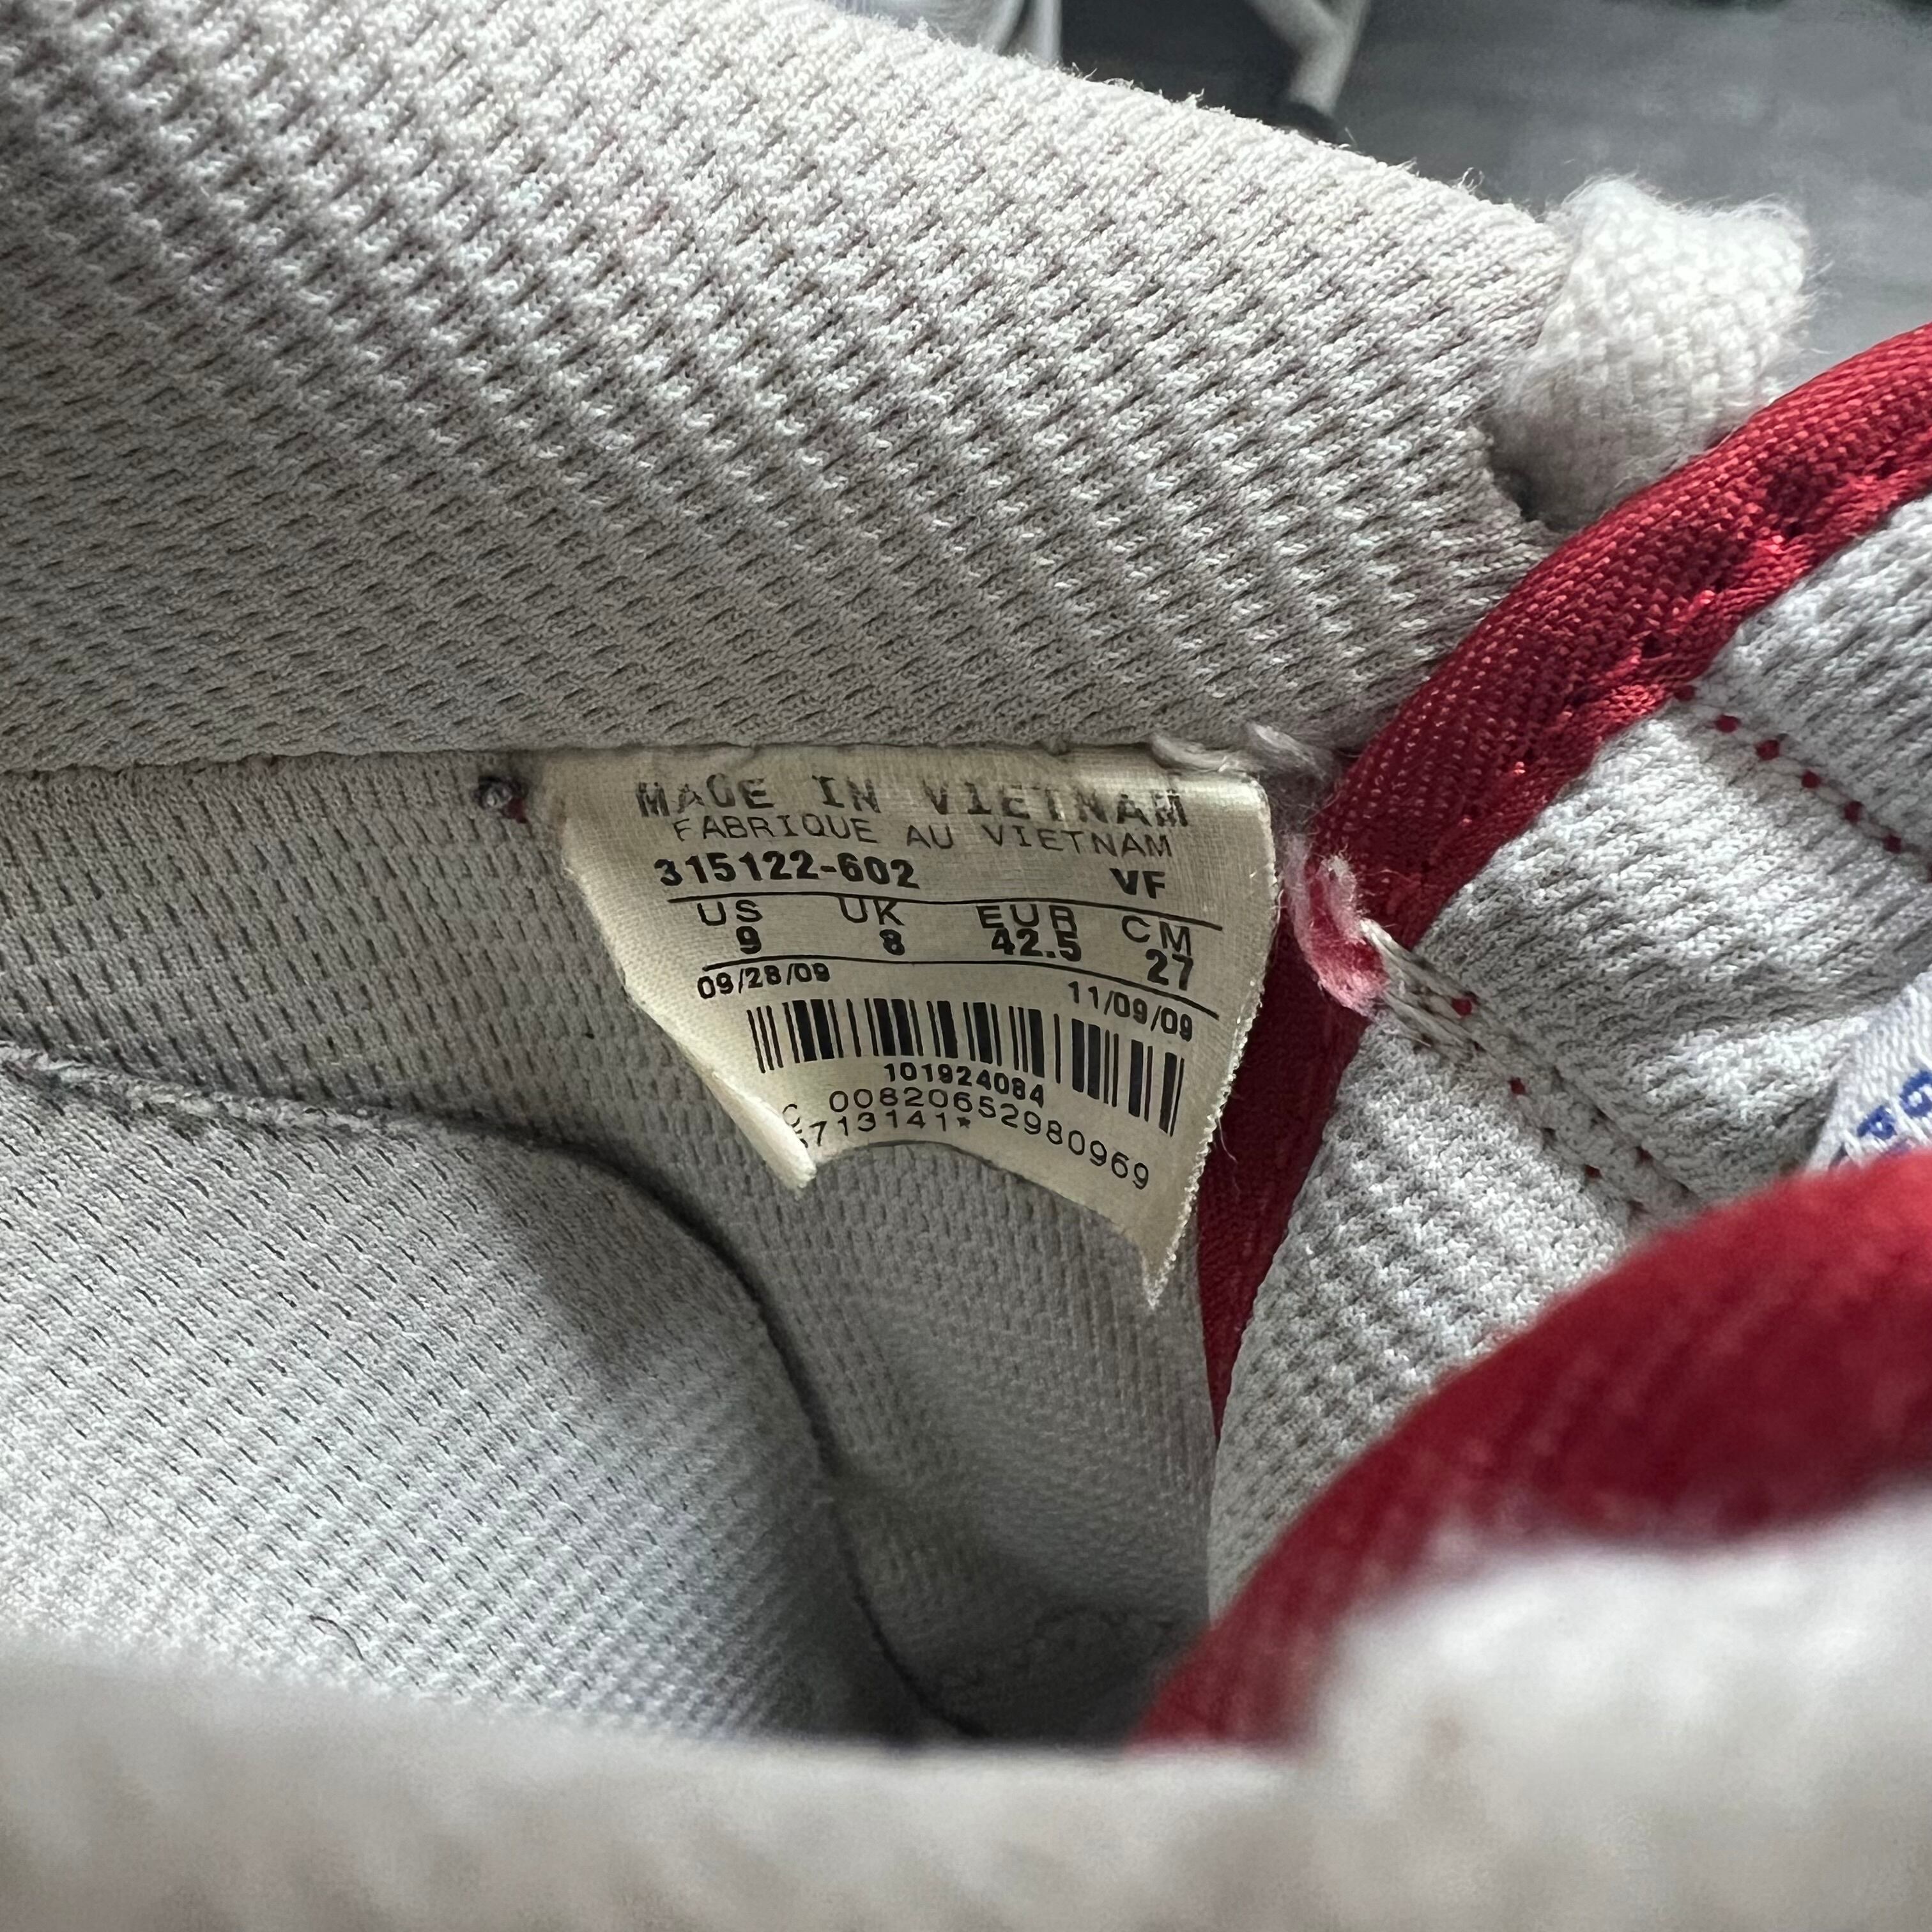 MADE IN VIETNAM
FABRIQUE AU VIETNAM
315122-602 VF
US UK EUR CM
9 8 42.5 27
09/28/09 11/09/09
101924084
C 00820652980969
713141*